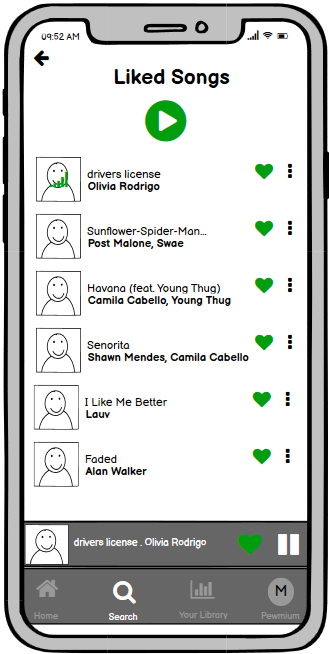 09:52 AM
Liked Songs
drivers license
Olivia Rodrigo
Sunflower-Spider-Man...
Post Malone, Swae
Havana (feat. Young Thug)
Camila Cabello, Young Thug
Senorita
Shawn Mendes, Camila Cabello
I Like Me Better
Lauv
Faded
Alan Walker
drivers license . Olivia Rodrigo
M
Home Search Your Library Pewmium